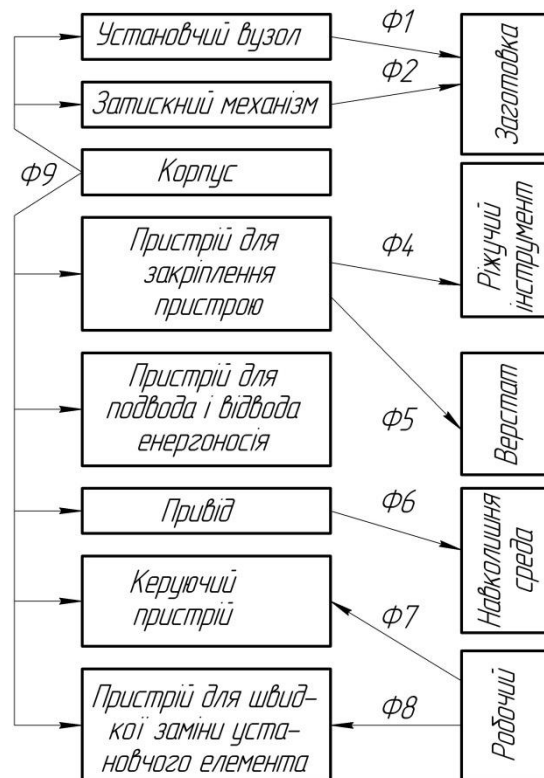 Установчий вузол
Ф1
Затискний механізм
Ф2
Заготовка
Ф9
Корпус
Пристрій для
закріплення
пристрою
Ф4
Ріжучий
інструмент
Пристрій для
подвода і відвода
енергоносія
Ф5
Верстат
Привід
Ф6
Навколишня
среда
Керуючий
пристрій
Ф7
Пристрій для швид-
кої заміни уста-
новчого елемента
Ф8
Робочий